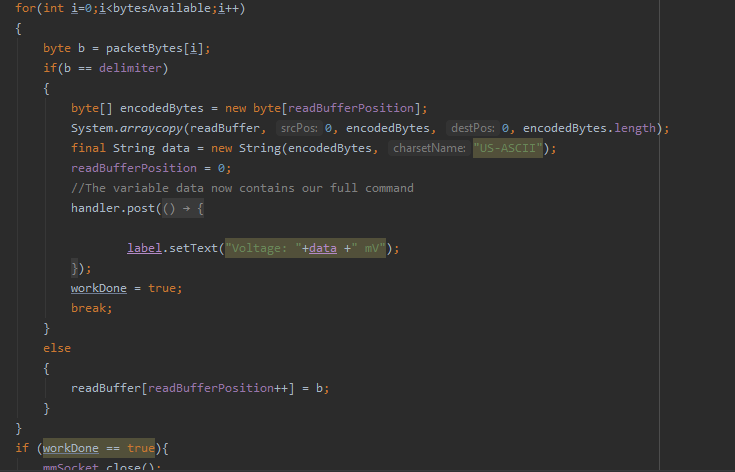 for(int i=0;i<bytesAvailable;i++)
{
byte b = packetBytes[i];
if(b == delimiter)
{
byte[] encodedBytes = new byte[readBufferPosition];
System.arraycopy(readBuffer, srcPos: 0, encodedBytes, destPos: 0, encodedBytes.length);
final String data = new String(encodedBytes, charsetName: "US-ASCII");
readBufferPosition = 0;
//The variable data now contains our full command
handler.post(() → {
label.setText("Voltage: "+data +" mV");
});
workDone = true;
break;
}
else
{
readBuffer[readBufferPosition++] = b;
}
}
if (workDone == true){
mmSocket.close();